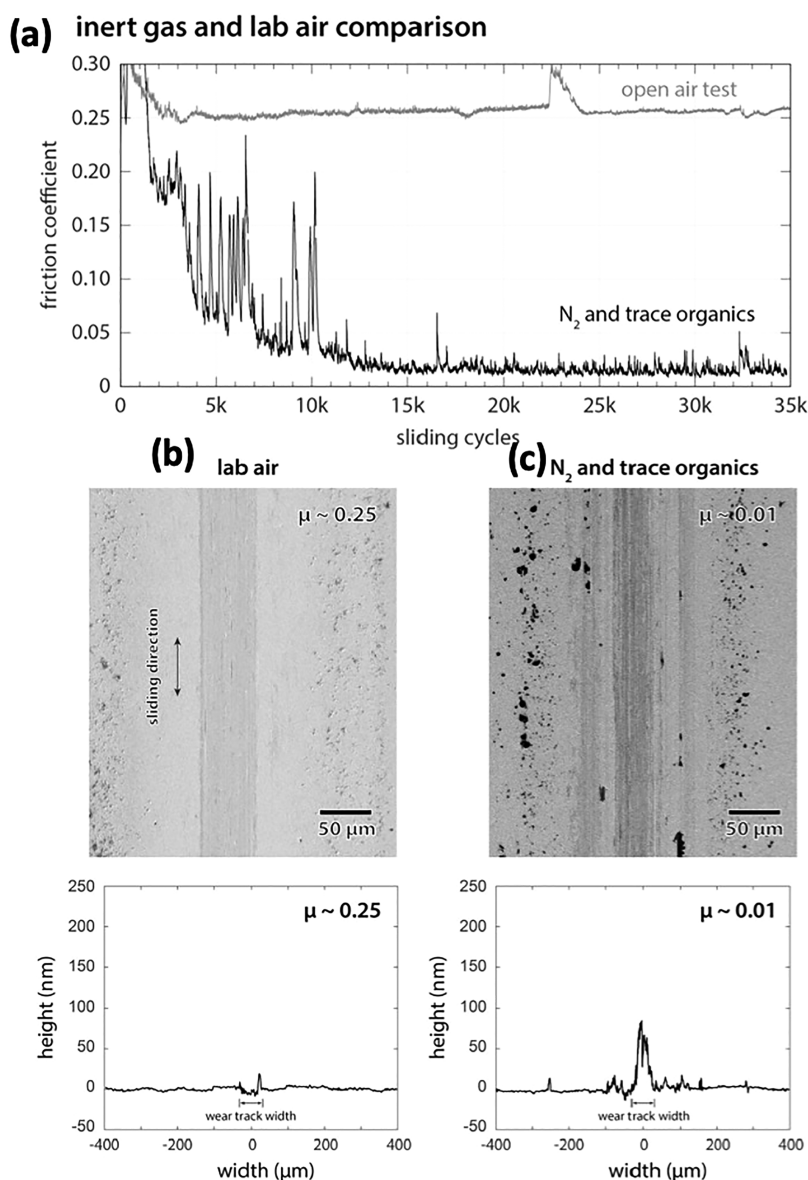 (a) inert gas and lab air comparison
0.30
0.25
0.20
0.15
0.10
0.05
0
friction coefficient
open air test
N₂ and trace organics
0 5k 10k 15k 20k 25k 30k 35k
sliding cycles
(b)
lab air
μ ~ 0.25
sliding direction
50 μm
(c)
N₂ and trace organics
μ ~ 0.01
50 μm
250
200
150
100
50
0
-50
height (nm)
μ ~ 0.25
wear track width
-400 -200 0 200 400
width (μm)
250
200
150
100
50
0
-50
height (nm)
μ ~ 0.01
wear track width
-400 -200 0 200 400
width (μm)